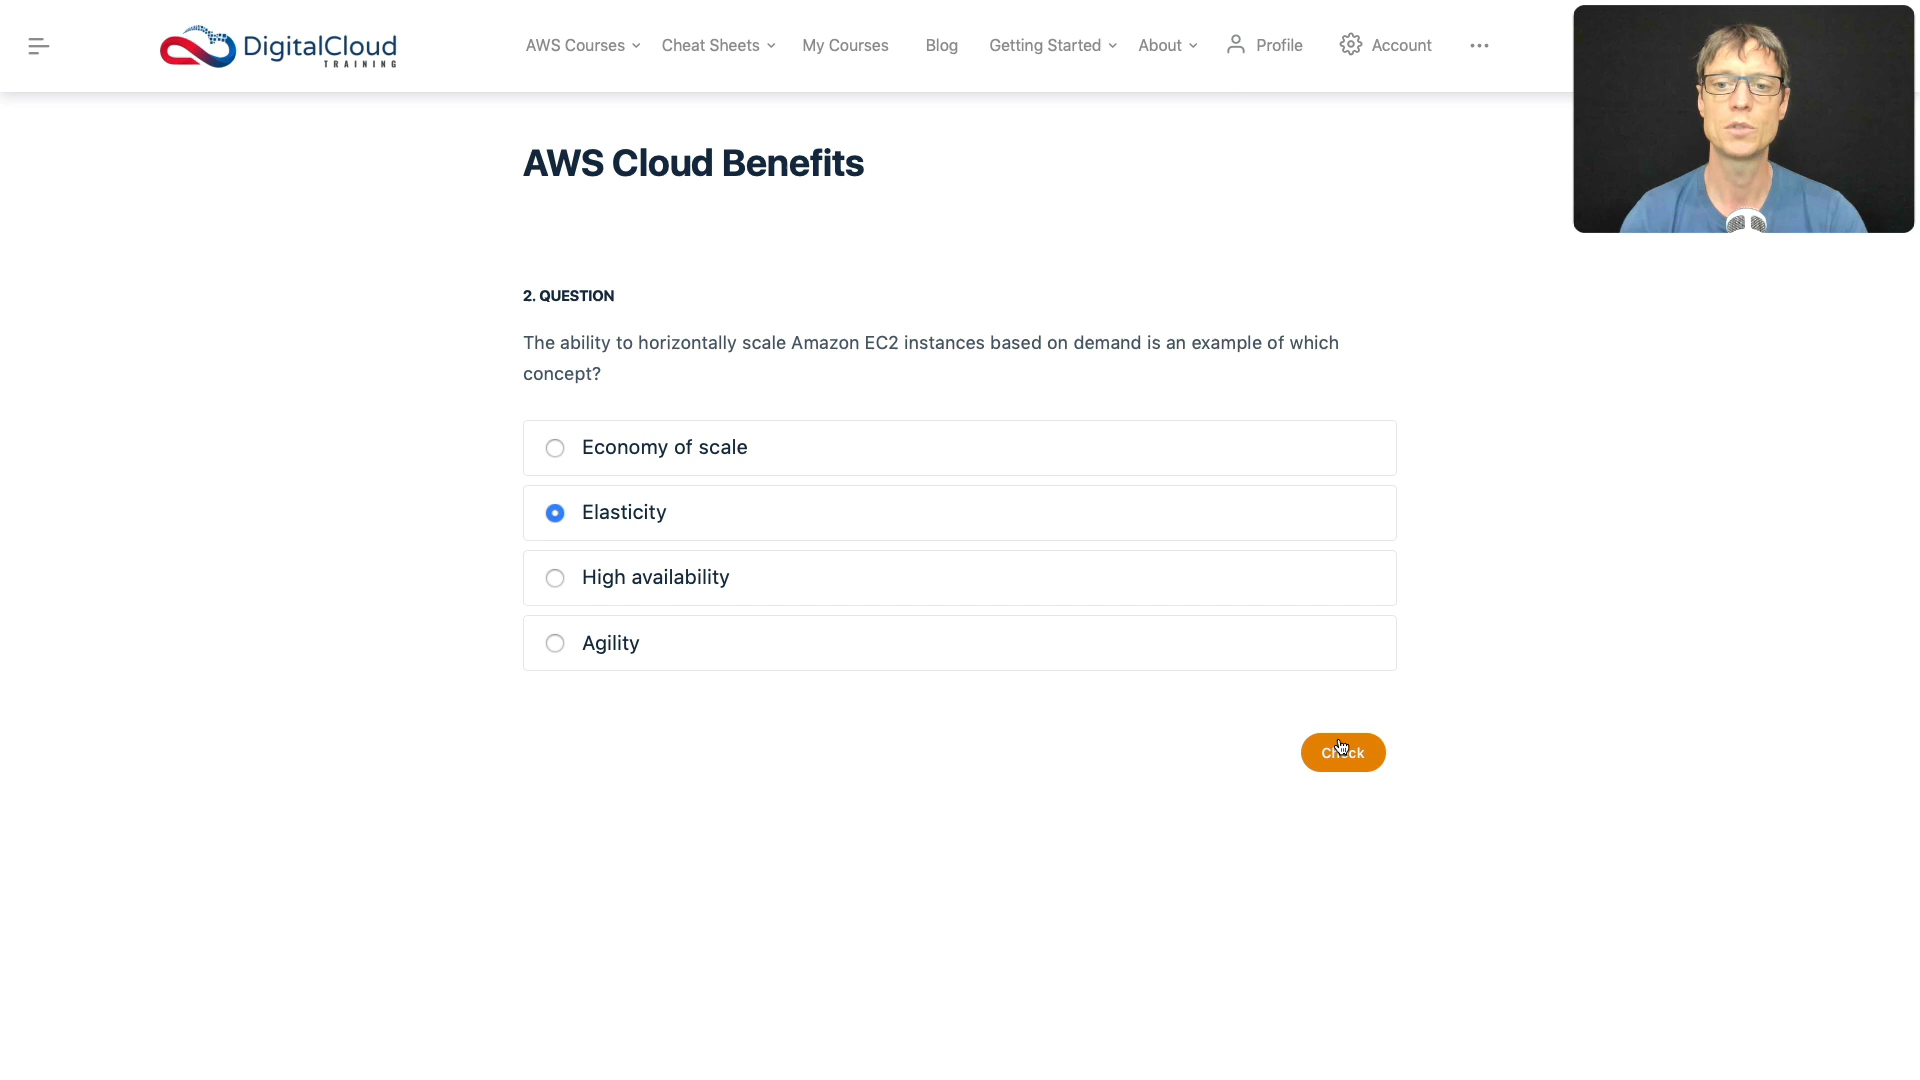 DigitalCloud
TRAINING
AWS Courses
Cheat Sheets
My Courses
Blog
Getting Started
About
Profile
Account
AWS Cloud Benefits
2. QUESTION
The ability to horizontally scale Amazon EC2 instances based on demand is an example of which
concept?
Economy of scale
Elasticity
High availability
Agility
Check